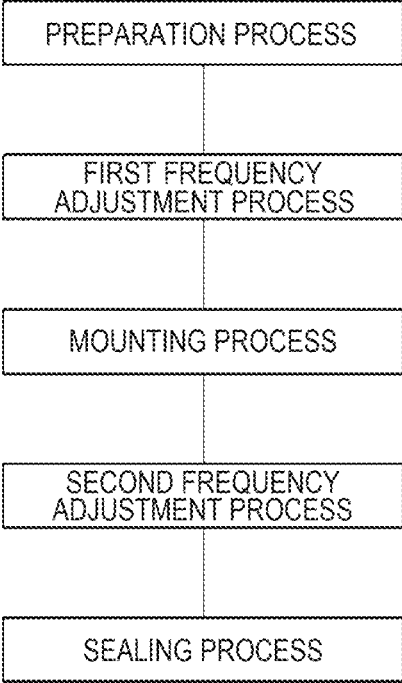 PREPARATION PROCESS
FIRST FREQUENCY
ADJUSTMENT PROCESS
MOUNTING PROCESS
SECOND FREQUENCY
ADJUSTMENT PROCESS
SEALING PROCESS